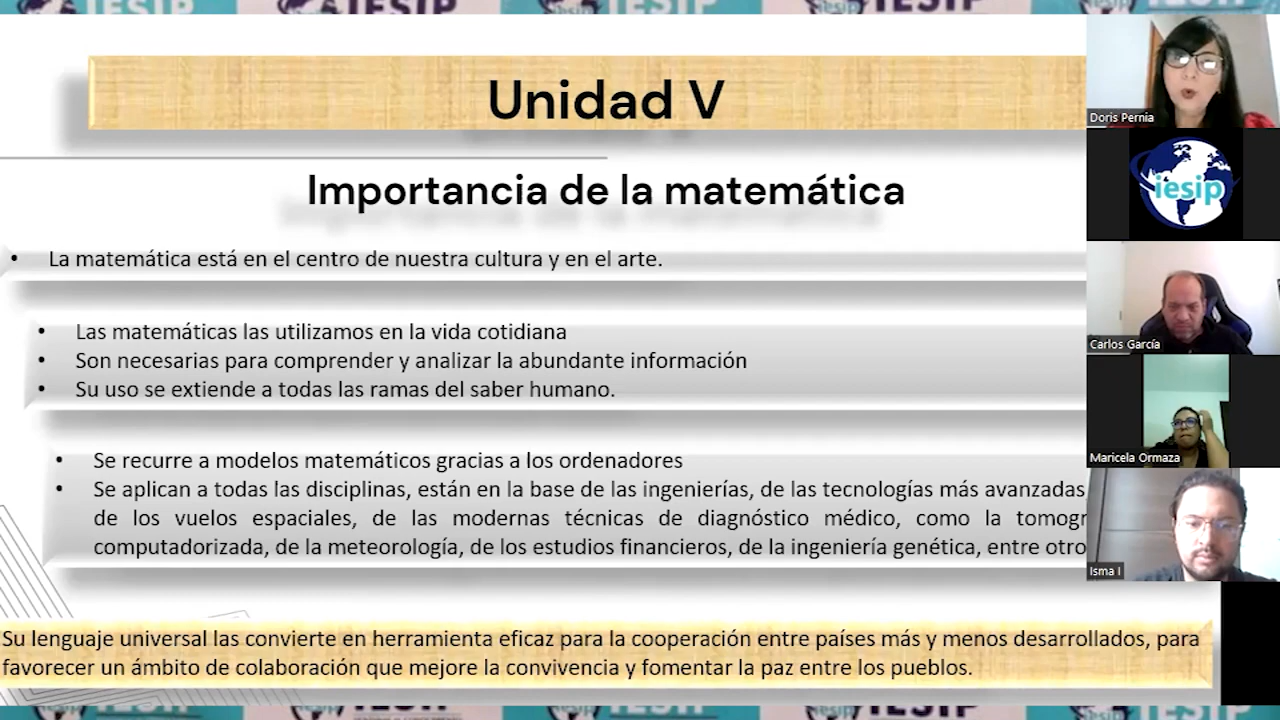 Unidad V
Importancia de la matemática
• La matemática está en el centro de nuestra cultura y en el arte.
• Las matemáticas las utilizamos en la vida cotidiana
• Son necesarias para comprender y analizar la abundante información
• Su uso se extiende a todas las ramas del saber humano.
• Se recurre a modelos matemáticos gracias a los ordenadores
• Se aplican a todas las disciplinas, están en la base de las ingenierías, de las tecnologías más avanzadas
de los vuelos espaciales, de las modernas técnicas de diagnóstico médico, como la tomogr
computadorizada, de la meteorología, de los estudios financieros, de la ingeniería genética, entre otro
Su lenguaje universal las convierte en herramienta eficaz para la cooperación entre países más y menos desarrollados, para
favorecer un ámbito de colaboración que mejore la convivencia y fomentar la paz entre los pueblos.
Doris Pernia
iesip
Carlos García
Maricela Ormaza
Isma I